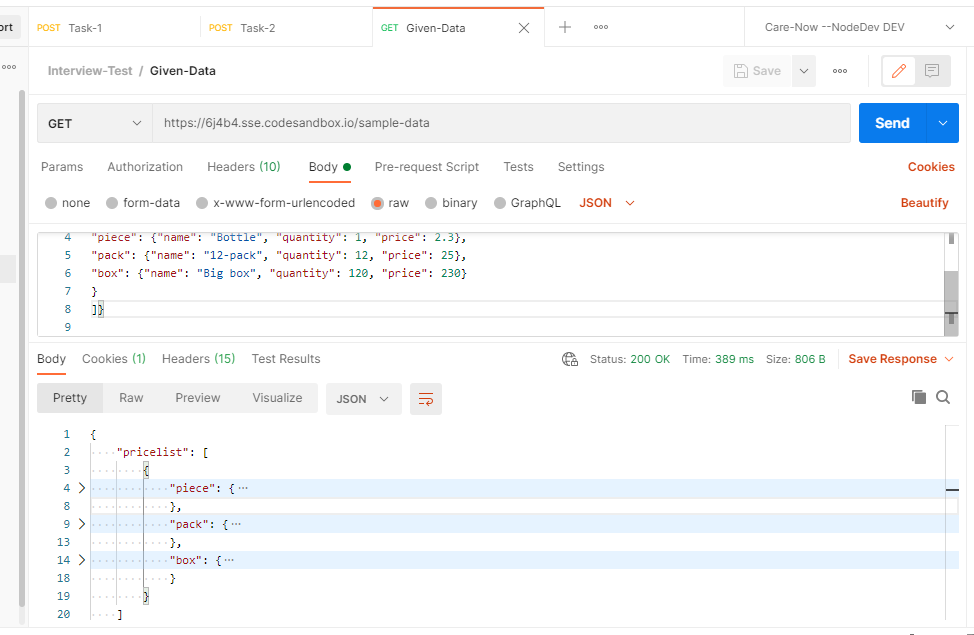 ort
POST Task-1 POST Task-2 GET Given-Data Care-Now --NodeDev DEV
Interview-Test / Given-Data Save
GET https://6j4b4.sse.codesandbox.io/sample-data Send
Params Authorization Headers (10) Body Pre-request Script Tests Settings Cookies
none form-data x-www-form-urlencoded raw binary GraphQL JSON Beautify
4 "piece": {"name": "Bottle", "quantity": 1, "price": 2.3},
5 "pack": {"name": "12-pack", "quantity": 12, "price": 25},
6 "box": {"name": "Big box", "quantity": 120, "price": 230}
7 }
8 ]}
9
Body Cookies (1) Headers (15) Test Results Status: 200 OK Time: 389 ms Size: 806 B Save Response
Pretty Raw Preview Visualize JSON
1 {
2 "pricelist": [
3 {
4 "piece": {···
8 },
9 "pack": {···
13 },
14 "box": {···
18 }
19 }
20 ]